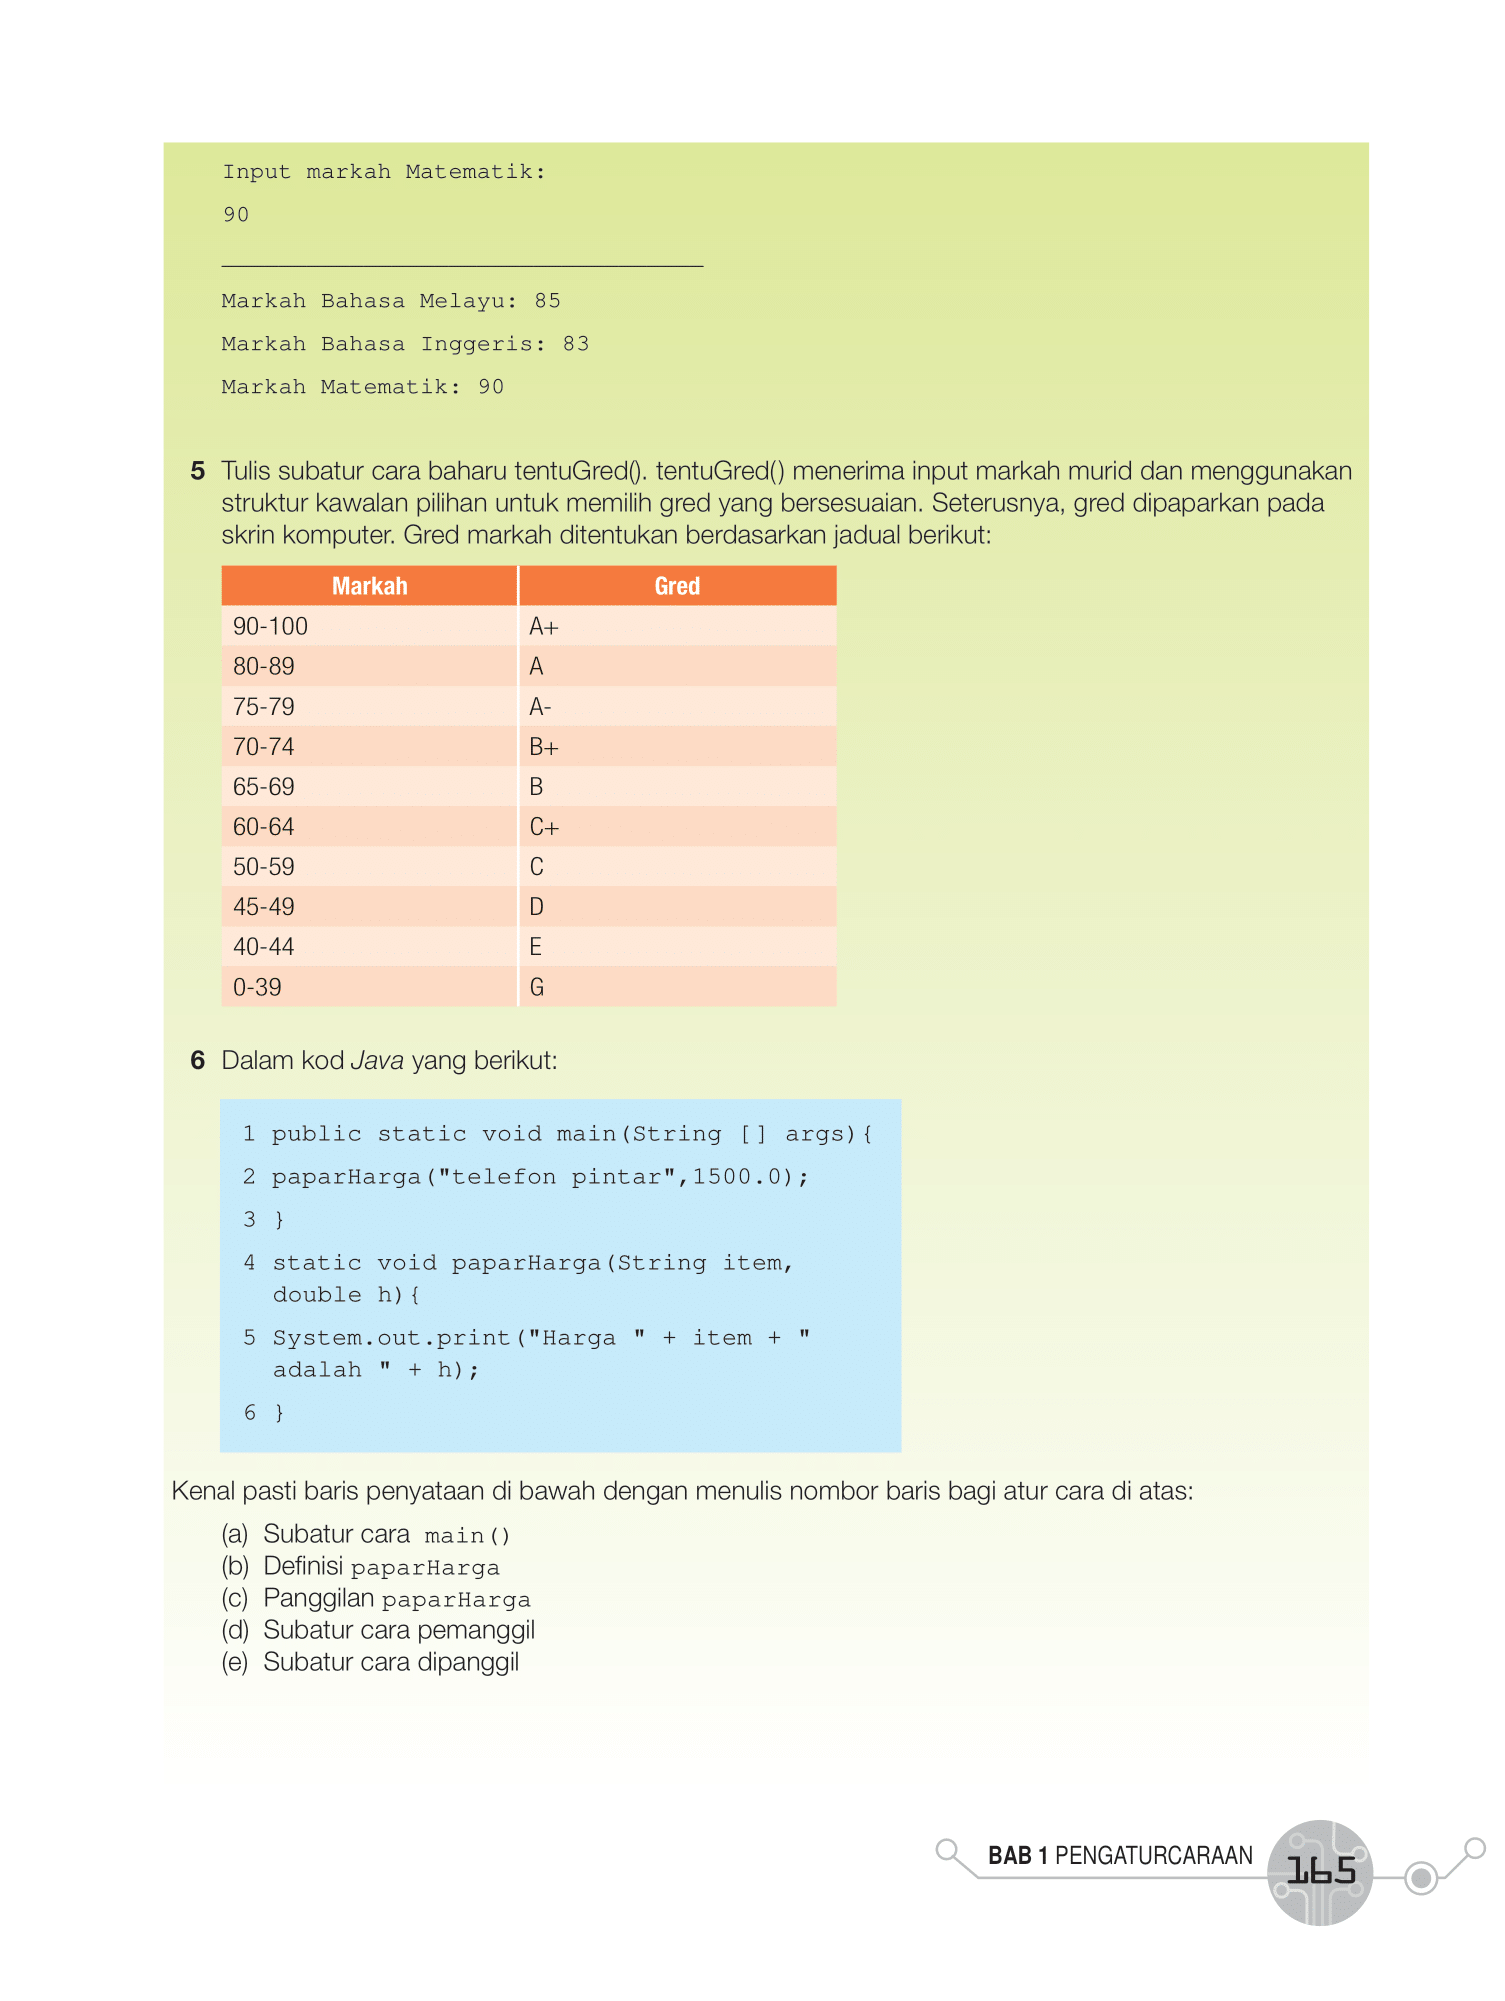 Input markah Matematik:
90
Markah Bahasa Melayu: 85
Markah Bahasa Inggeris: 83
Markah Matematik: 90
5 Tulis subatur cara baharu tentuGred(). tentuGred() menerima input markah murid dan menggunakan
struktur kawalan pilihan untuk memilih gred yang bersesuaian. Seterusnya, gred dipaparkan pada
skrin komputer. Gred markah ditentukan berdasarkan jadual berikut:
Markah Gred
90-100 A+
80-89 A
75-79 A-
70-74 B+
65-69 B
60-64 C+
50-59 C
45-49 D
40-44 E
0-39 G
6 Dalam kod Java yang berikut:
1 public static void main(String [] args){
2 paparHarga("telefon pintar",1500.0);
3 }
4 static void paparHarga(String item,
double h){
5 System.out.print("Harga " + item + "
adalah " + h);
6 }
Kenal pasti baris penyataan di bawah dengan menulis nombor baris bagi atur cara di atas:
(a) Subatur cara main()
(b) Definisi paparHarga
(c) Panggilan paparHarga
(d) Subatur cara pemanggil
(e) Subatur cara dipanggil
BAB 1 PENGATURCARAAN 165